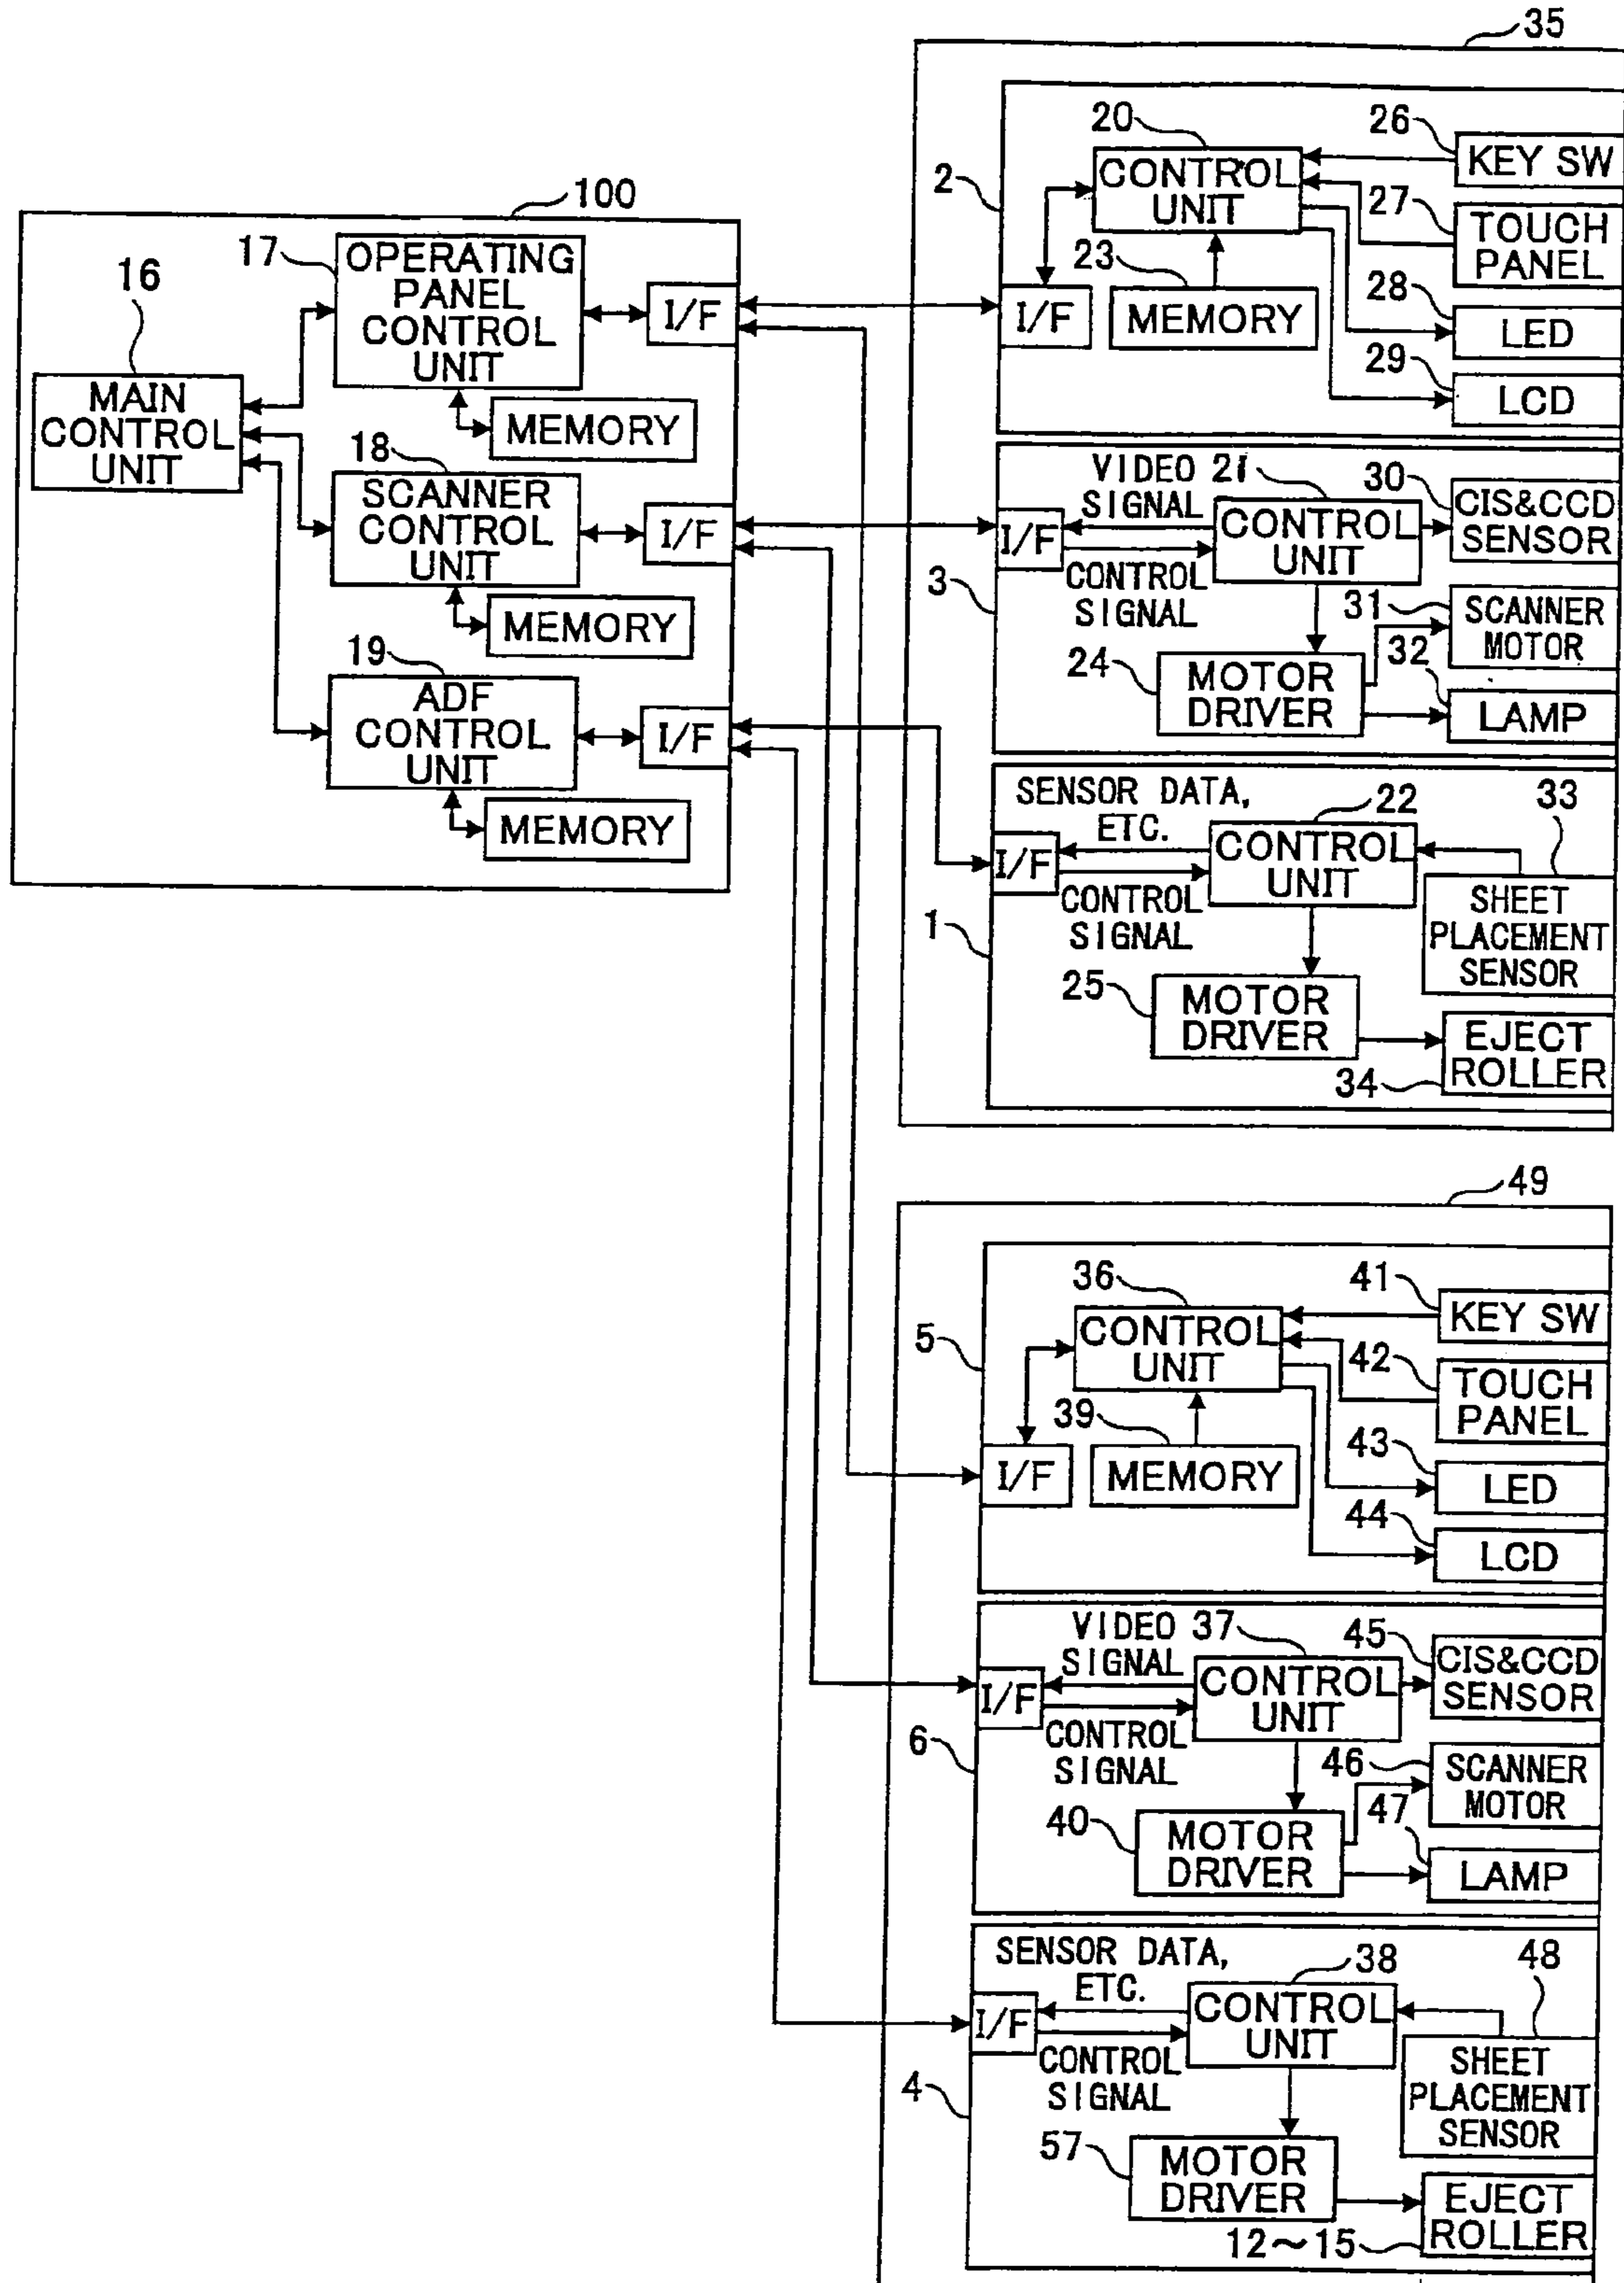 100
16
MAIN
CONTROL
UNIT
17
OPERATING
PANEL
CONTROL
UNIT
I/F
MEMORY
18
SCANNER
CONTROL
UNIT
I/F
MEMORY
19
ADF
CONTROL
UNIT
I/F
MEMORY
35
2
20
CONTROL
UNIT
I/F
23
MEMORY
26
KEY SW
27
TOUCH
PANEL
28
LED
29
LCD
3
VIDEO
SIGNAL
21
I/F
CONTROL
UNIT
CONTROL
SIGNAL
30
CIS&CCD
SENSOR
31
SCANNER
MOTOR
24
MOTOR
DRIVER
32
LAMP
1
SENSOR DATA,
ETC.
22
I/F
CONTROL
UNIT
CONTROL
SIGNAL
33
SHEET
PLACEMENT
SENSOR
25
MOTOR
DRIVER
34
EJECT
ROLLER
49
5
36
CONTROL
UNIT
I/F
39
MEMORY
41
KEY SW
42
TOUCH
PANEL
43
LED
44
LCD
6
VIDEO
SIGNAL
37
I/F
CONTROL
UNIT
CONTROL
SIGNAL
45
CIS&CCD
SENSOR
46
SCANNER
MOTOR
40
MOTOR
DRIVER
47
LAMP
4
SENSOR DATA,
ETC.
38
I/F
CONTROL
UNIT
CONTROL
SIGNAL
48
SHEET
PLACEMENT
SENSOR
57
MOTOR
DRIVER
12～15
EJECT
ROLLER